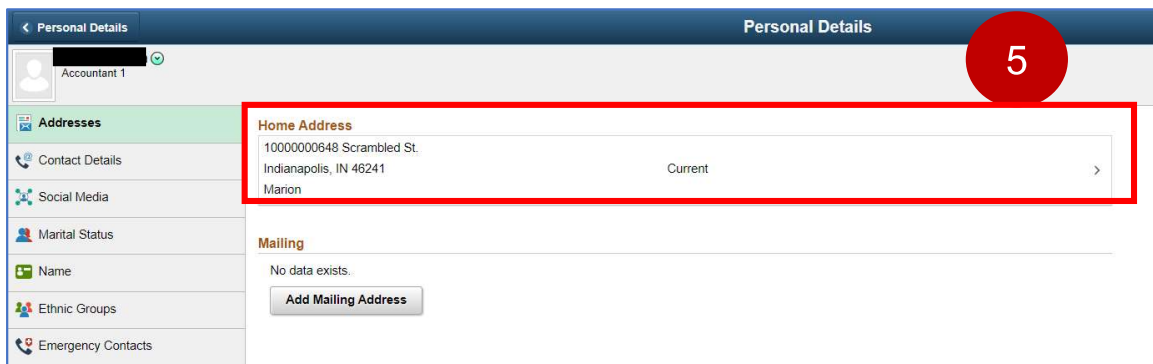 Personal Details
Personal Details
5
Accountant 1
Addresses
Contact Details
Social Media
Marital Status
Name
Ethnic Groups
Emergency Contacts
Home Address
10000000648 Scrambled St.
Indianapolis, IN 46241
Current
Marion
Mailing
No data exists.
Add Mailing Address